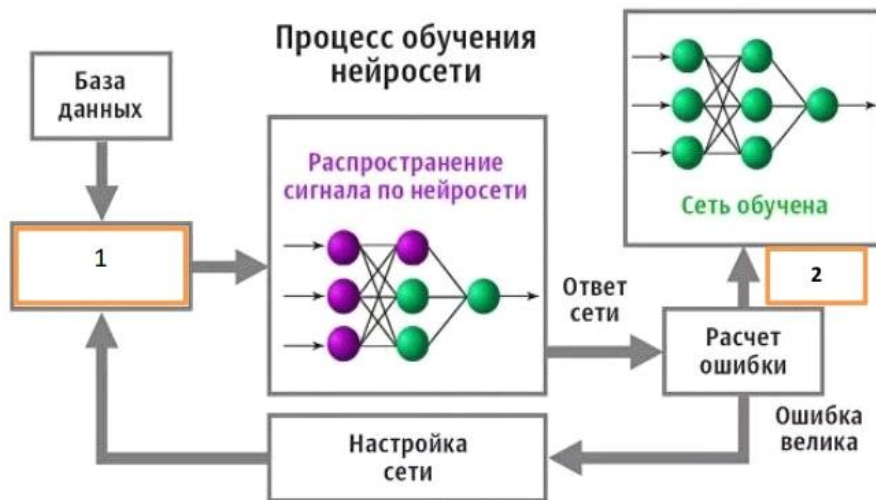 Процесс обучения
нейросети
База
данных
1
Распространение
сигнала по нейросети
Сеть обучена
2
Ответ
сети
Расчет
ошибки
Ошибка
велика
Настройка
сети